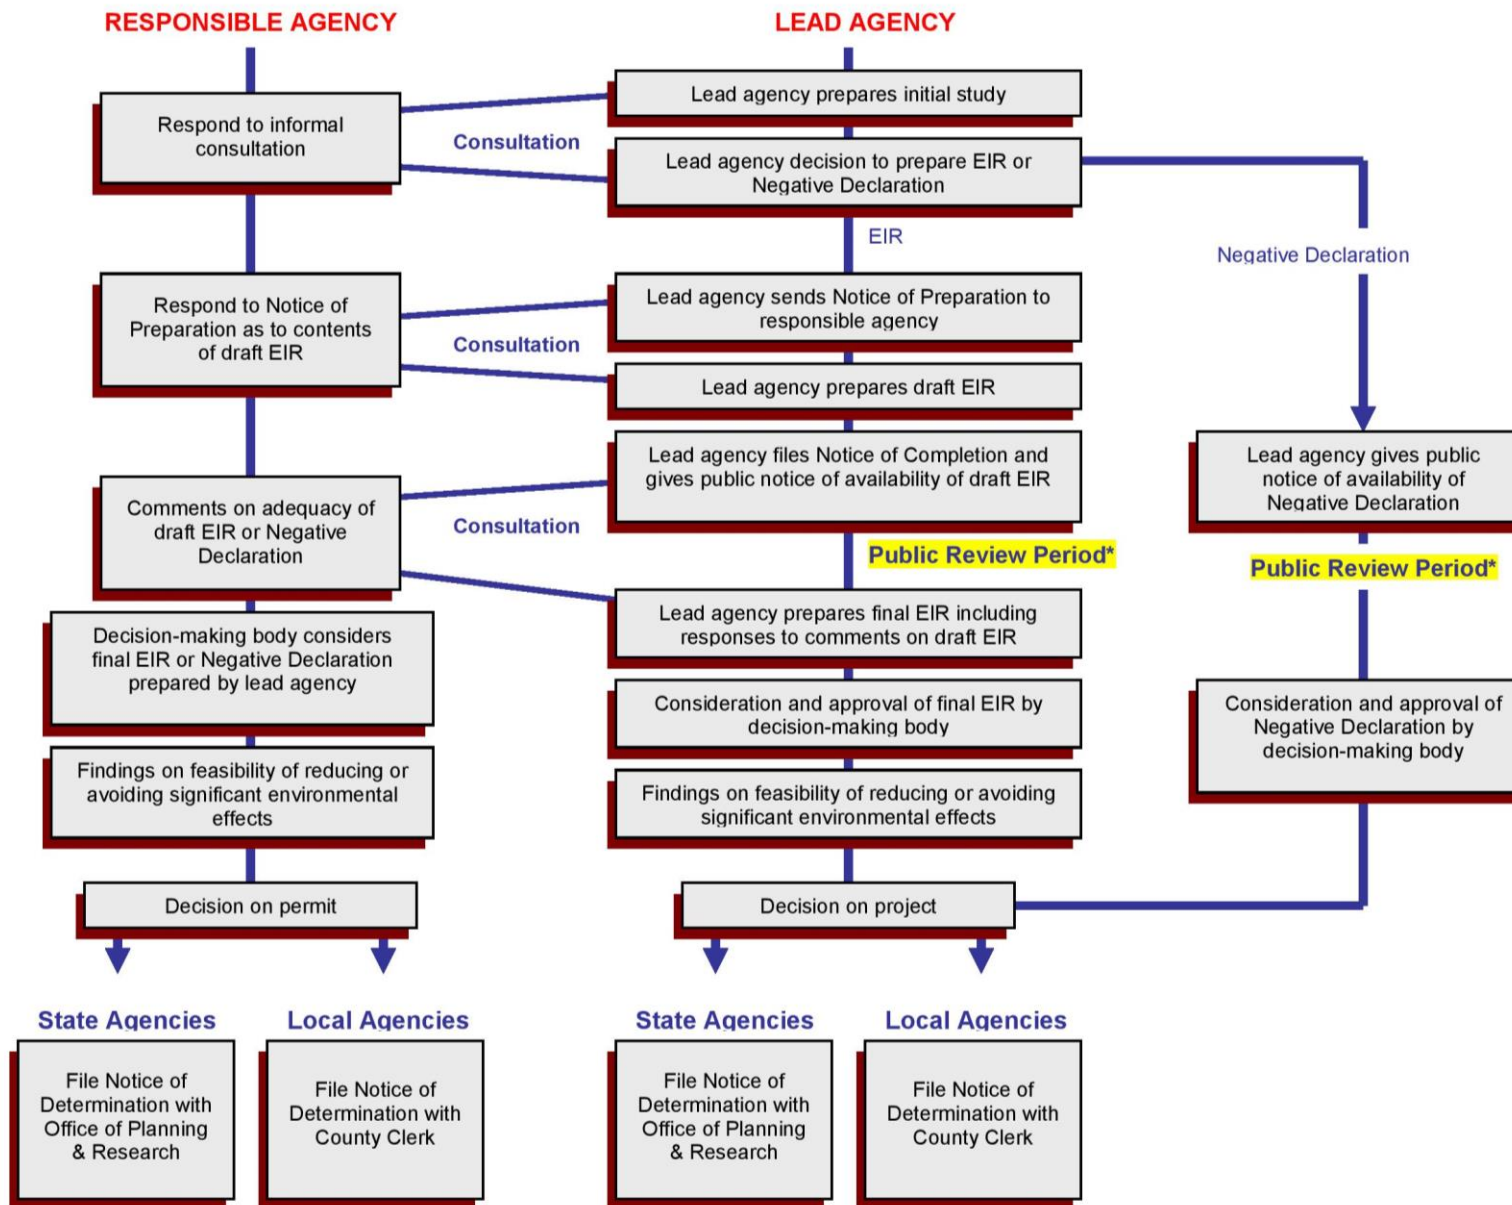 RESPONSIBLE AGENCY
LEAD AGENCY
Respond to informal
consultation
Consultation
Lead agency prepares initial study
Lead agency decision to prepare EIR or
Negative Declaration
EIR
Negative Declaration
Respond to Notice of
Preparation as to contents
of draft EIR
Consultation
Lead agency sends Notice of Preparation to
responsible agency
Lead agency prepares draft EIR
Lead agency files Notice of Completion and
gives public notice of availability of draft EIR
Lead agency gives public
notice of availability of
Negative Declaration
Comments on adequacy of
draft EIR or Negative
Declaration
Consultation
Public Review Period*
Public Review Period*
Lead agency prepares final EIR including
responses to comments on draft EIR
Decision-making body considers
final EIR or Negative Declaration
prepared by lead agency
Consideration and approval of final EIR by
decision-making body
Consideration and approval of
Negative Declaration by
decision-making body
Findings on feasibility of reducing or
avoiding significant environmental
effects
Findings on feasibility of reducing or avoiding
significant environmental effects
Decision on permit
Decision on project
State Agencies
Local Agencies
State Agencies
Local Agencies
File Notice of
Determination with
Office of Planning
& Research
File Notice of
Determination with
County Clerk
File Notice of
Determination with
Office of Planning
& Research
File Notice of
Determination with
County Clerk